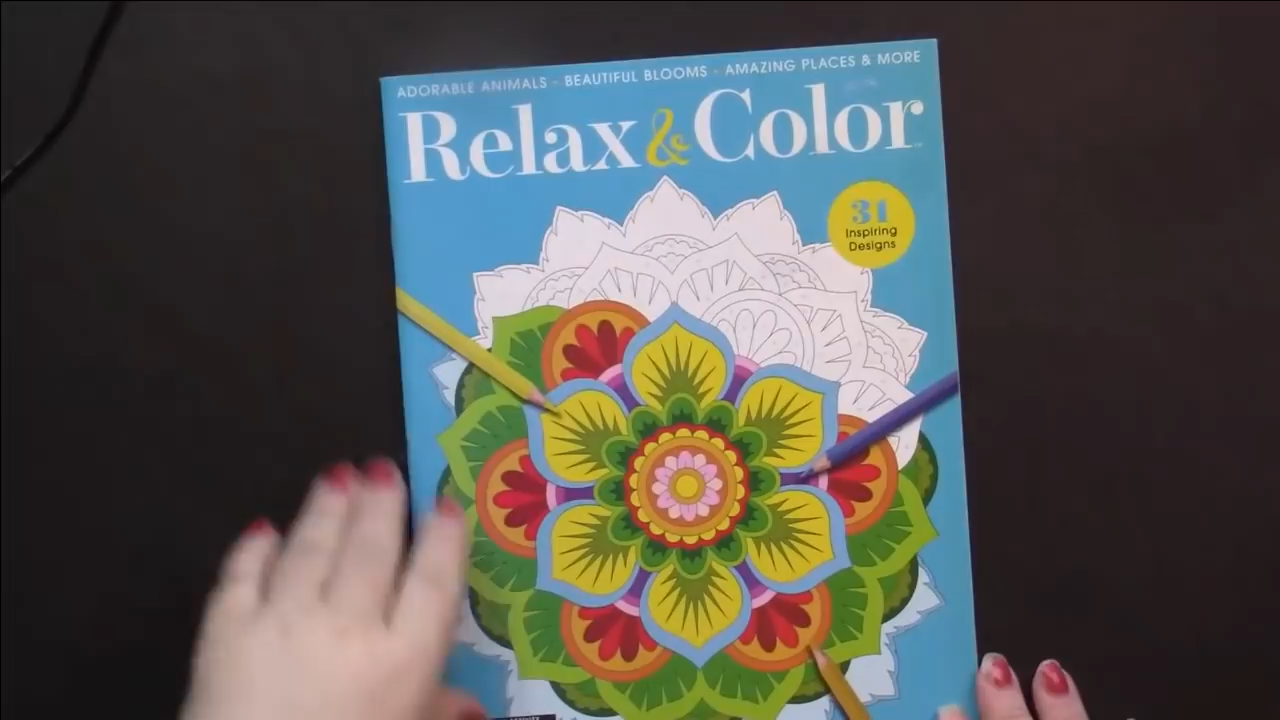 ADORABLE ANIMALS · BEAUTIFUL BLOOMS · AMAZING PLACES & MORE
Relax & Color
31
Inspiring
Designs